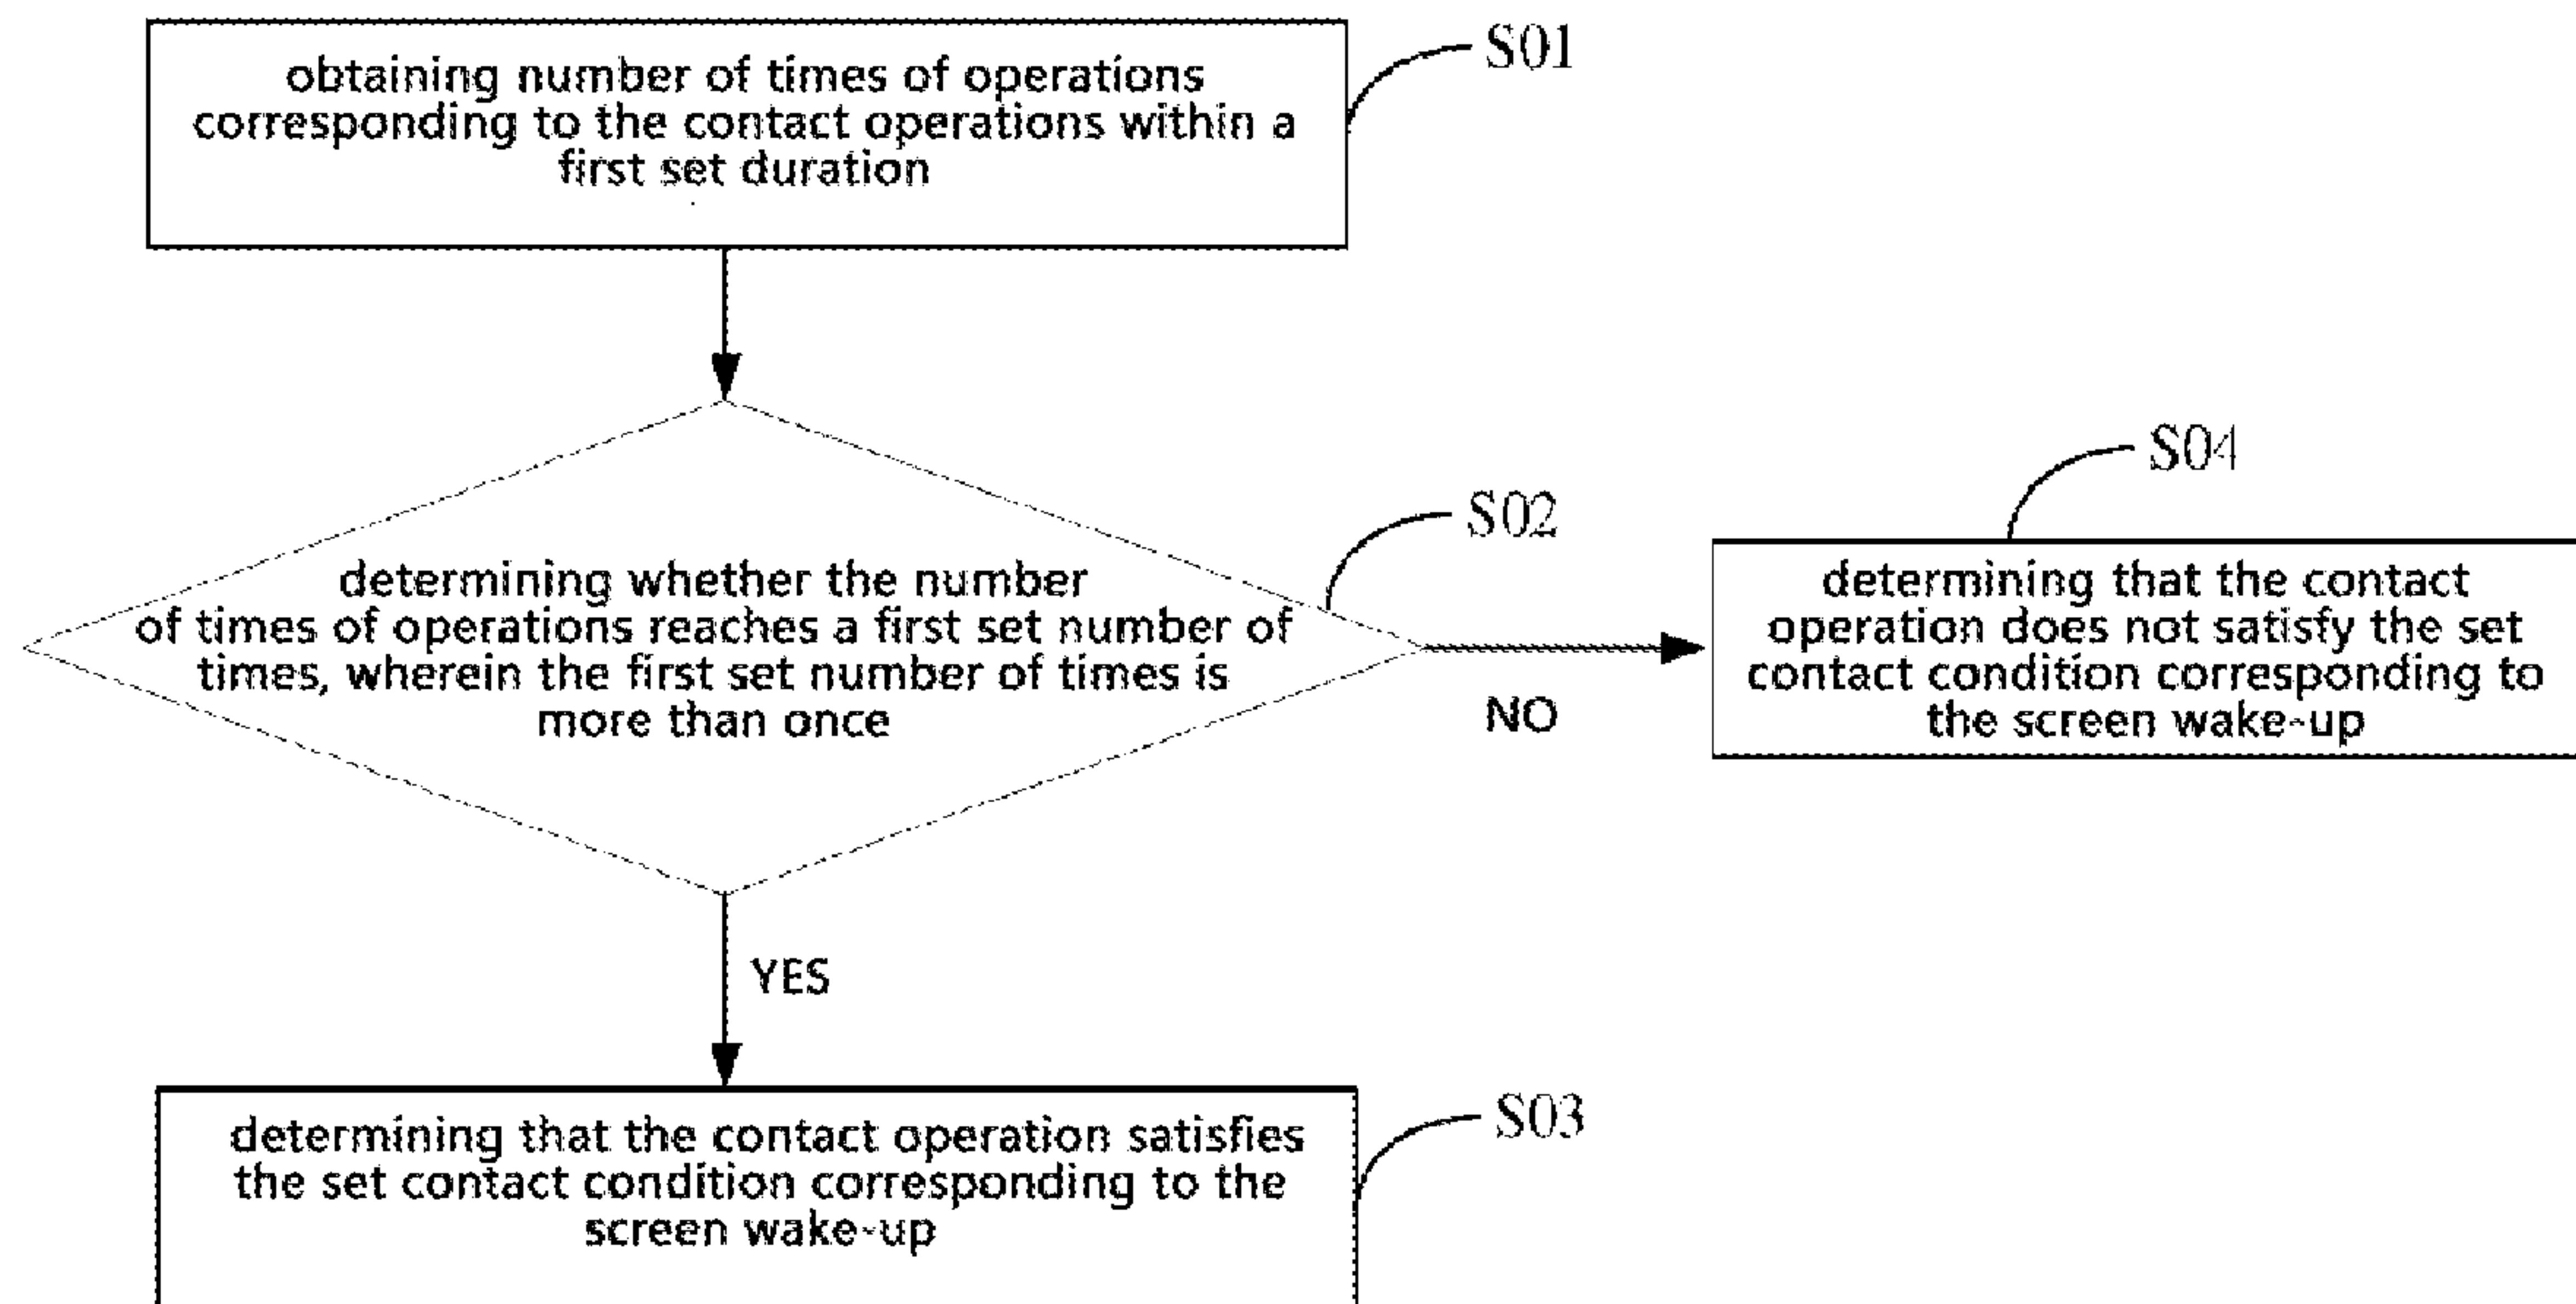 obtaining number of times of operations
corresponding to the contact operations within a
first set duration
S01
determining whether the number
of times of operations reaches a first set number of
times, wherein the first set number of times is
more than once
S02
NO
S04
determining that the contact
operation does not satisfy the set
contact condition corresponding to
the screen wake-up
YES
determining that the contact operation satisfies
the set contact condition corresponding to the
screen wake-up
S03